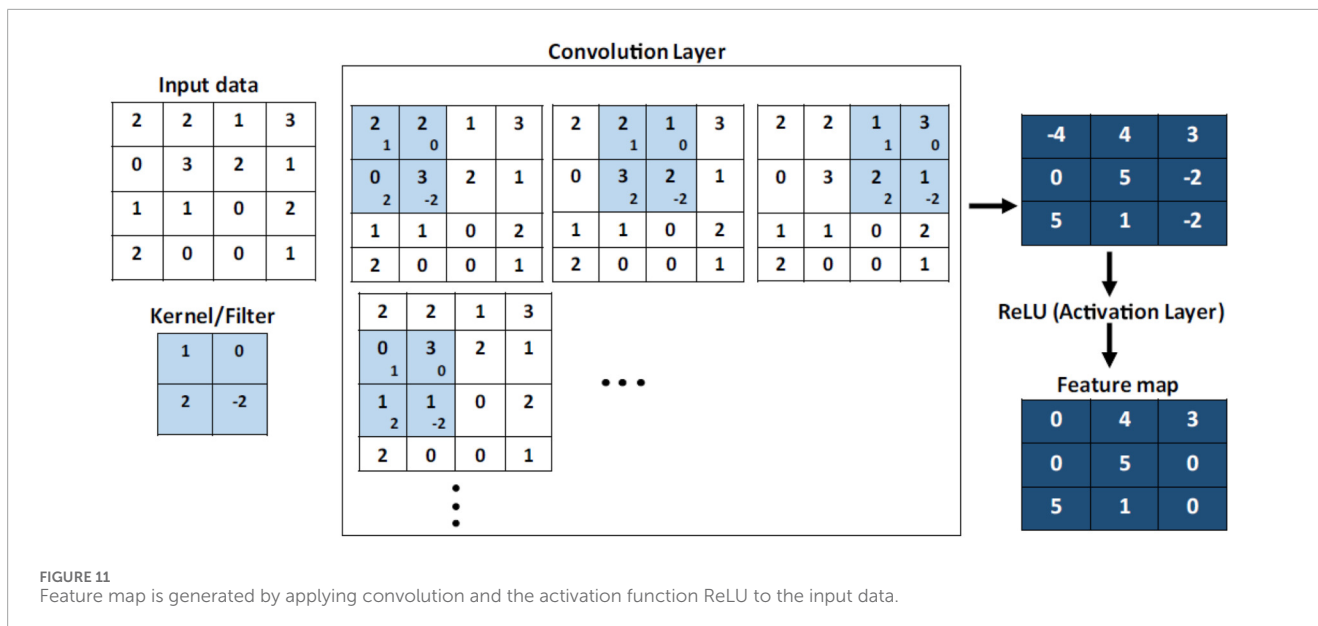 Convolution Layer
Input data
2 2 1 3
0 3 2 1
1 1 0 2
2 0 0 1
Kernel/Filter
1 0
2 -2
2 2 1 3
1 0
0 3 2 1
2 -2
1 1 0 2
2 0 0 1
2 2 1 3
1 0
0 3 2 1
2 -2
1 1 0 2
2 0 0 1
2 2 1 3
1 0
0 3 2 1
2 -2
1 1 0 2
2 0 0 1
2 2 1 3
0 3 2 1
1 0
1 1 0 2
2 -2
2 0 0 1
-4 4 3
0 5 -2
5 1 -2
ReLU (Activation Layer)
Feature map
0 4 3
0 5 0
5 1 0
FIGURE 11
Feature map is generated by applying convolution and the activation function ReLU to the input data.